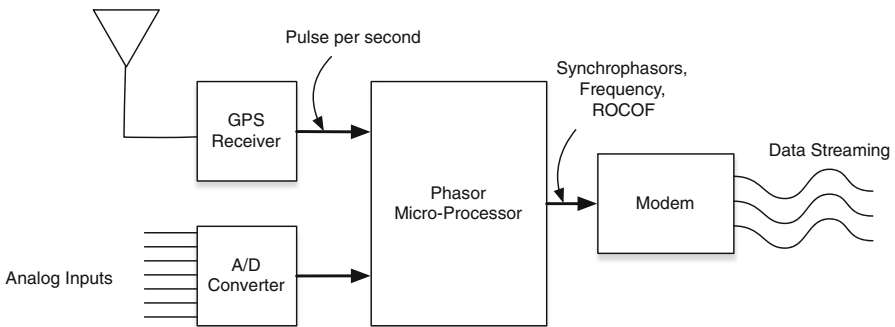 Pulse per second
Synchrophasors,
Frequency,
ROCOF
GPS
Receiver
Data Streaming
Phasor
Micro-Processor
Modem
Analog Inputs
A/D
Converter